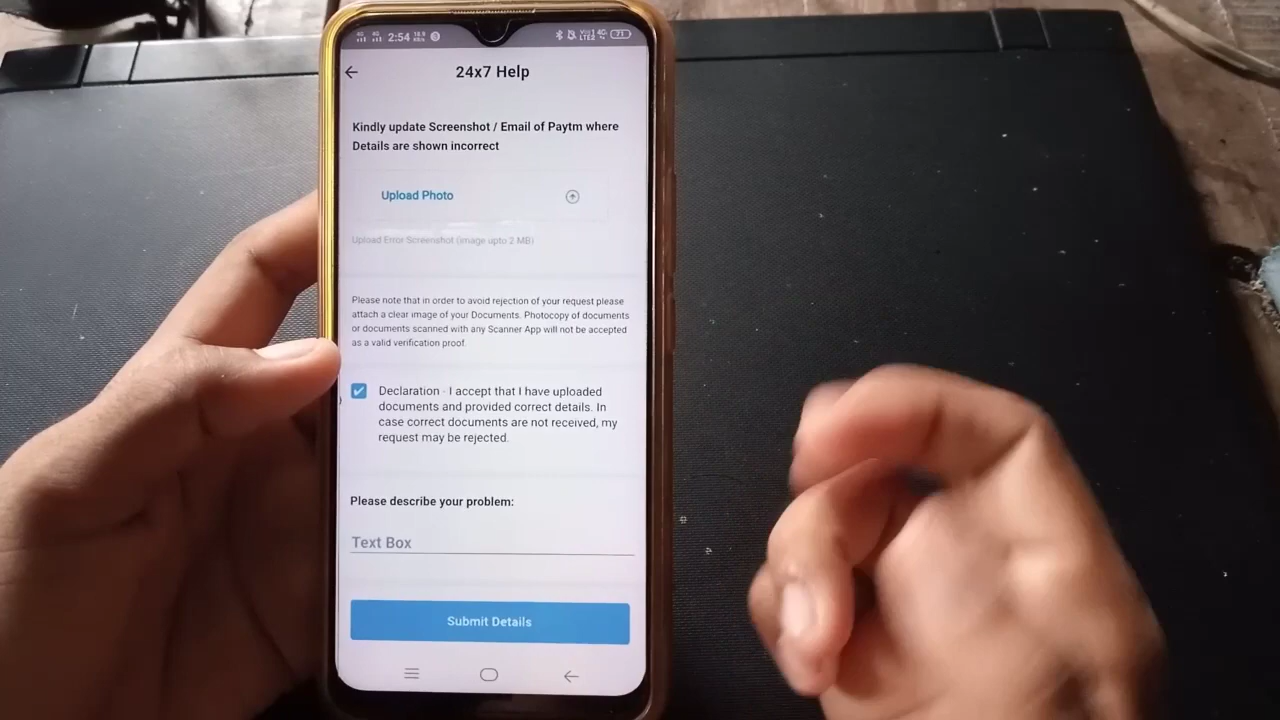 2:54
71
24x7 Help
Kindly update Screenshot / Email of Paytm where
Details are shown incorrect
Upload Photo
Upload Error Screenshot (image upto 2 MB)
Please note that in order to avoid rejection of your request please
attach a clear image of your Documents. Photocopy of documents
or documents scanned with any Scanner App will not be accepted
as a valid verification proof.
Declaration - I accept that I have uploaded
documents and provided correct details. In
case correct documents are not received, my
request may be rejected.
Please describe your problem:
Text Box
Submit Details